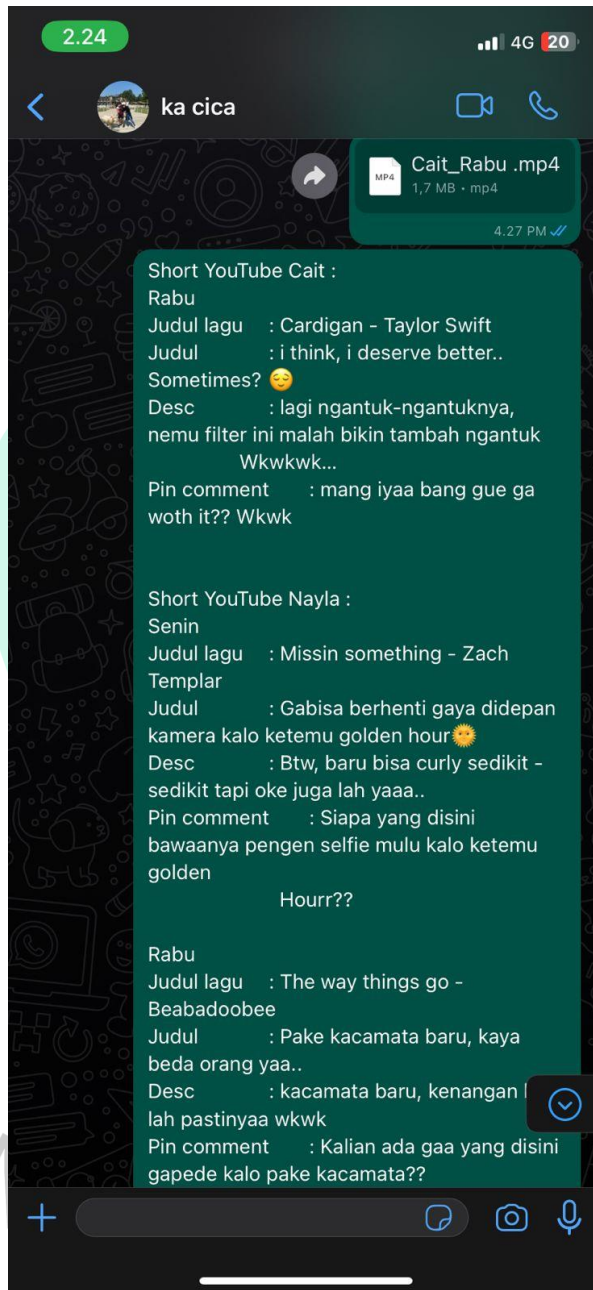 2.24
4G 20
ka cica
MP4
Cait_Rabu .mp4
1,7 MB • mp4
4.27 PM
Short YouTube Cait :
Rabu
Judul lagu : Cardigan - Taylor Swift
Judul : i think, i deserve better..
Sometimes? 😌
Desc : lagi ngantuk-ngantuknya,
nemu filter ini malah bikin tambah ngantuk
Wkwkwk...
Pin comment : mang iyaa bang gue ga
woth it?? Wkwk
Short YouTube Nayla :
Senin
Judul lagu : Missin something - Zach
Templar
Judul : Gabisa berhenti gaya didepan
kamera kalo ketemu golden hour🌞
Desc : Btw, baru bisa curly sedikit -
sedikit tapi oke juga lah yaaa..
Pin comment : Siapa yang disini
bawaanya pengen selfie mulu kalo ketemu
golden
Hourr??
Rabu
Judul lagu : The way things go -
Beabadoobee
Judul : Pake kacamata baru, kaya
beda orang yaa..
Desc : kacamata baru, kenangan
lah pastinyaa wkwk
Pin comment : Kalian ada gaa yang disini
gapede kalo pake kacamata??